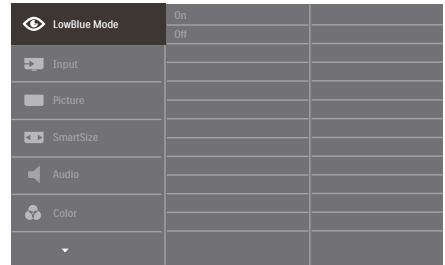 LowBlue Mode
On
Off
Input
Picture
SmartSize
Audio
Color